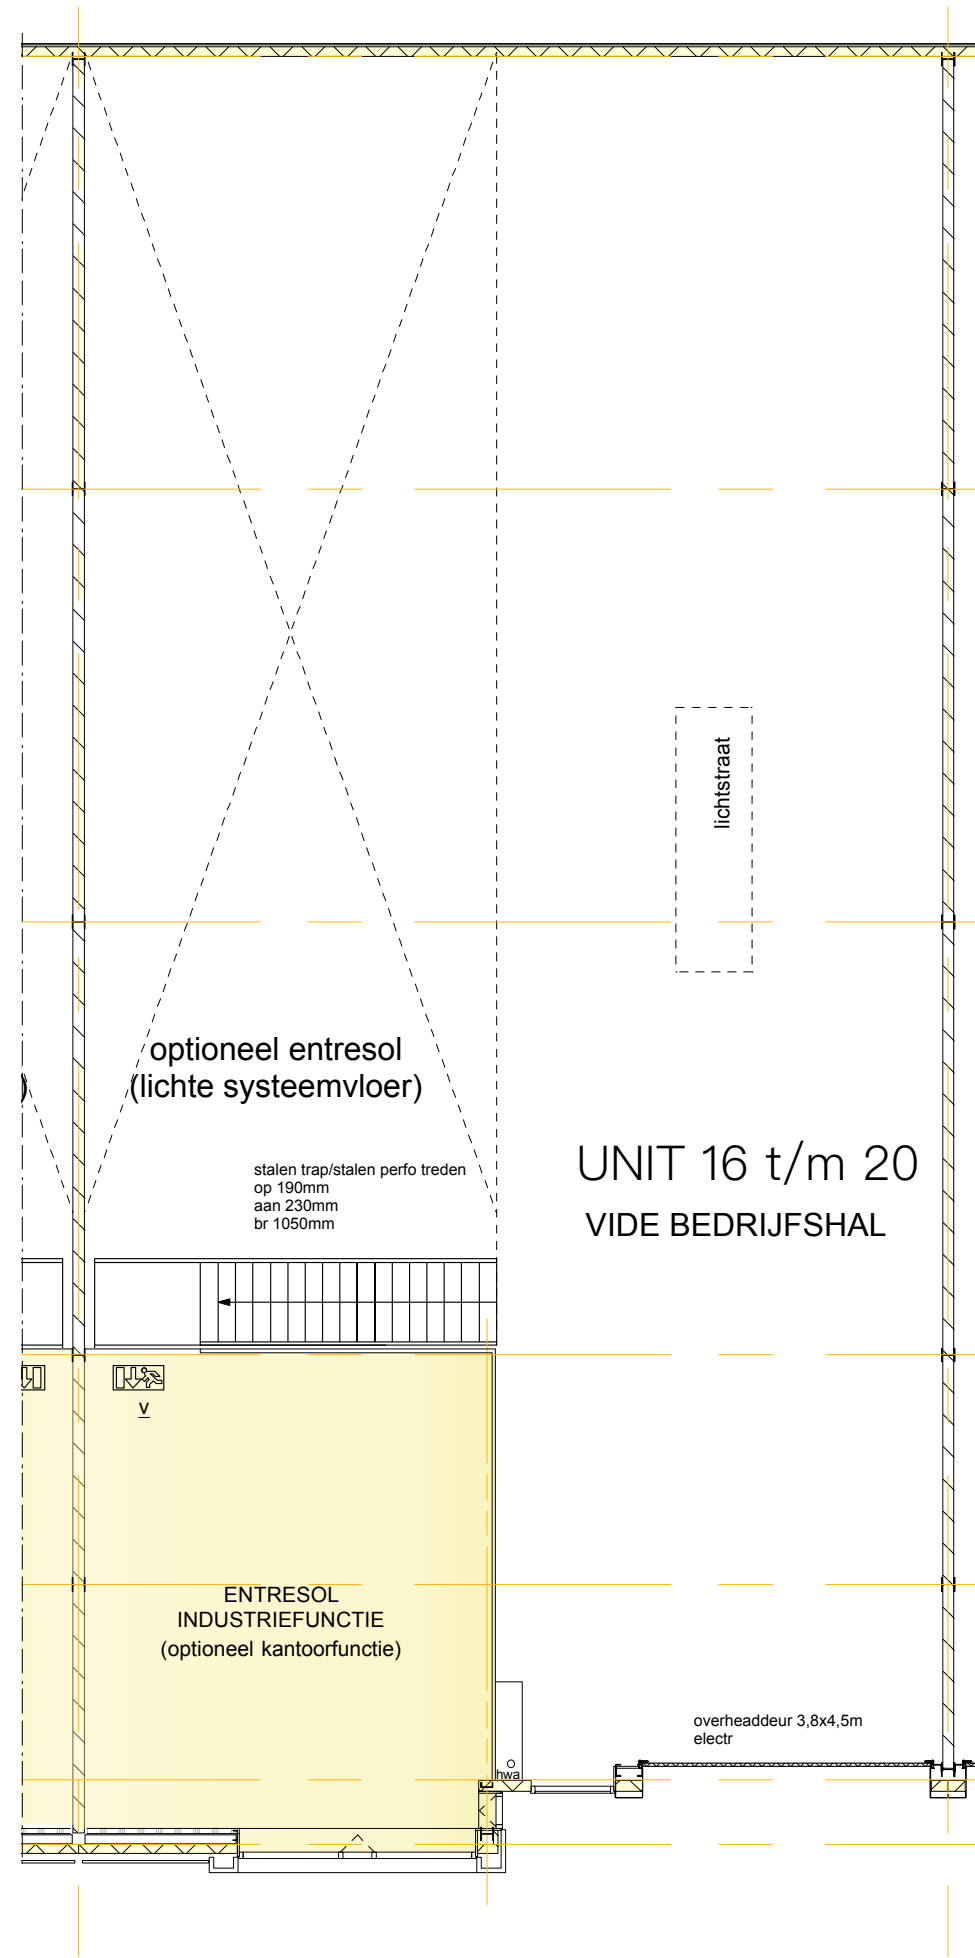 lichtstraat
optioneel entresol
(lichte systeemvloer)
)
stalen trap/stalen perfo treden
op 190mm
aan 230mm
br 1050mm
UNIT 16 t/m 20
VIDE BEDRIJFSHAL
v
ENTRESOL
INDUSTRIEFUNCTIE
(optioneel kantoorfunctie)
overheaddeur 3,8x4,5m
electr
hwa